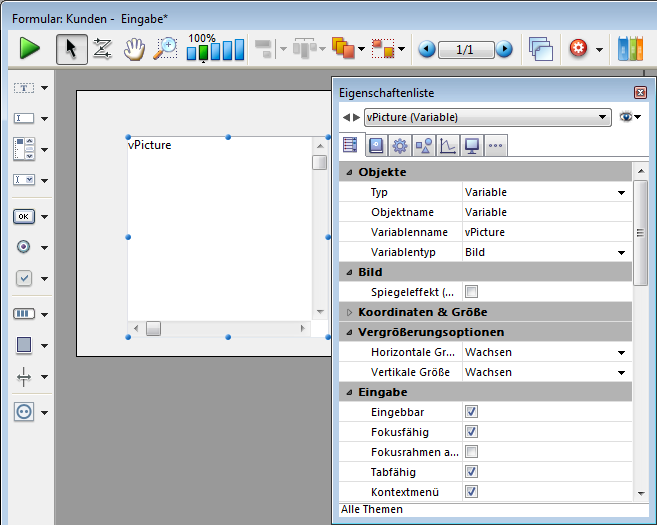 Formular: Kunden -  Eingabe*
100%
1/1
T
OK
vPicture
Eigenschaftenliste
vPicture (Variable)
Objekte
Typ Variable
Objektname Variable
Variablenname vPicture
Variablentyp Bild
Bild
Spiegeleffekt (...
Koordinaten & Größe
Vergrößerungsoptionen
Horizontale Gr... Wachsen
Vertikale Größe Wachsen
Eingabe
Eingebbar
Fokusfähig
Fokusrahmen a...
Tabfähig
Kontextmenü
Alle Themen